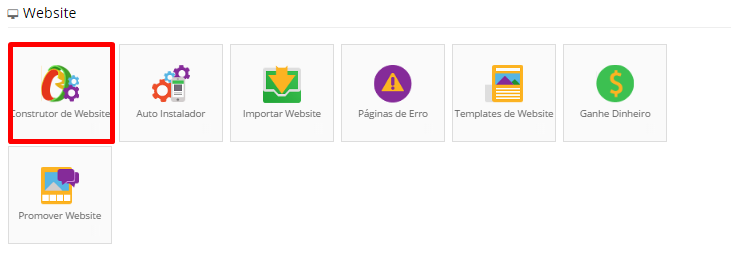 Website
Construtor de Website
Auto Instalador
Importar Website
Páginas de Erro
Templates de Website
Ganhe Dinheiro
Promover Website